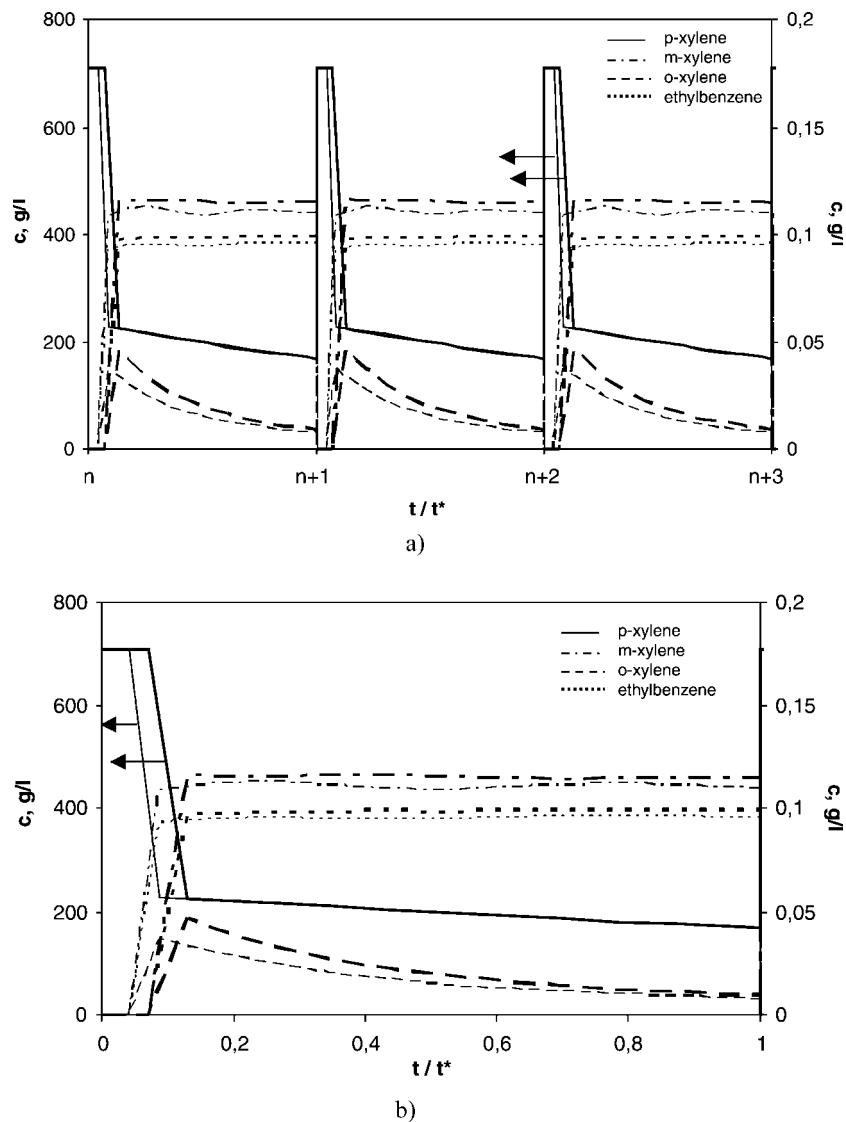 800
700
600
400
200
0
c, g/l
0,2
0,15
0,1
0,05
0
c, g/l
p-xylene
m-xylene
o-xylene
ethylbenzene
n
n+1
n+2
n+3
t / t*
a)
800
600
400
200
0
c, g/l
0,2
0,15
0,1
0,05
0
c, g/l
p-xylene
m-xylene
o-xylene
ethylbenzene
0
0,2
0,4
0,6
0,8
1
t / t*
b)